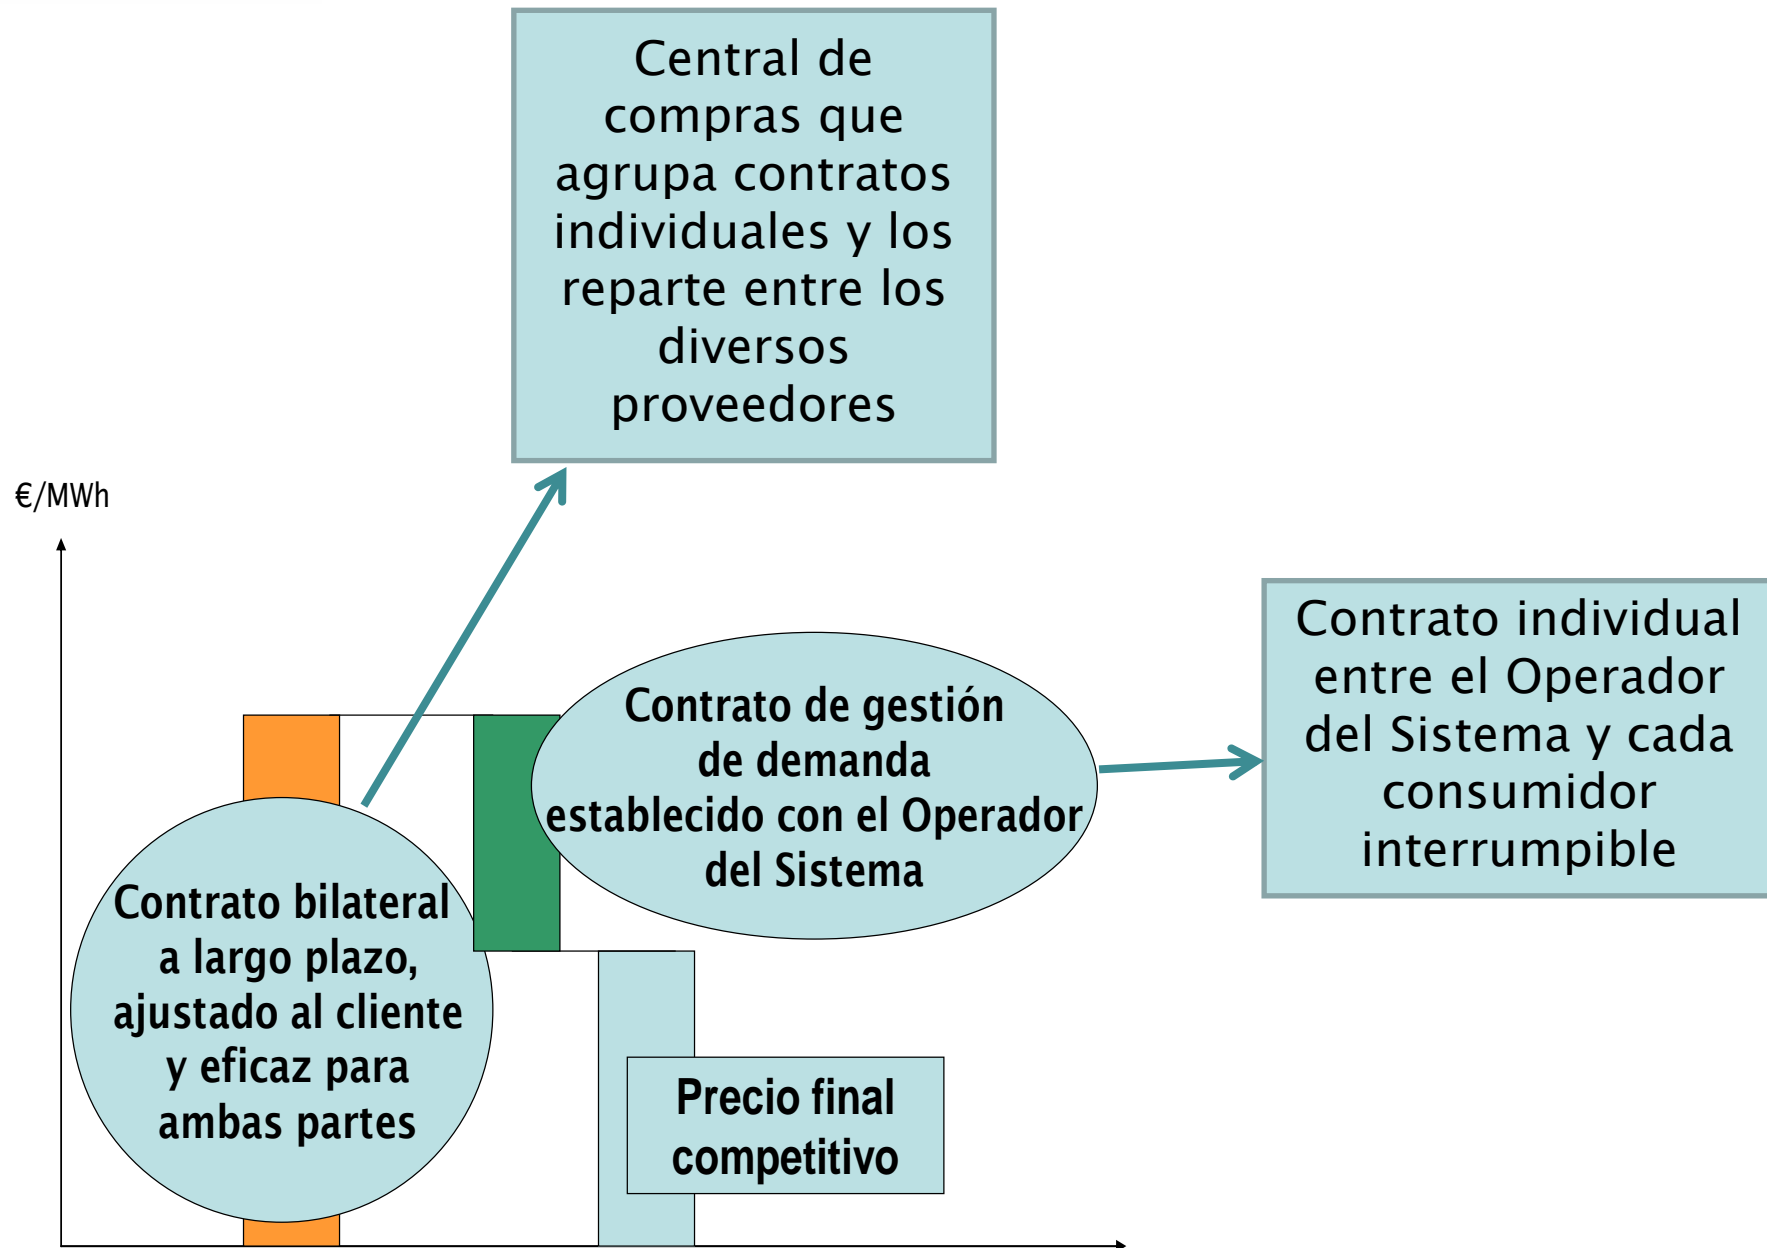 Central de
compras que
agrupa contratos
individuales y los
reparte entre los
diversos
proveedores
€/MWh
Contrato de gestión
de demanda
establecido con el Operador
del Sistema
Contrato individual
entre el Operador
del Sistema y cada
consumidor
interrumpible
Contrato bilateral
a largo plazo,
ajustado al cliente
y eficaz para
ambas partes
Precio final
competitivo